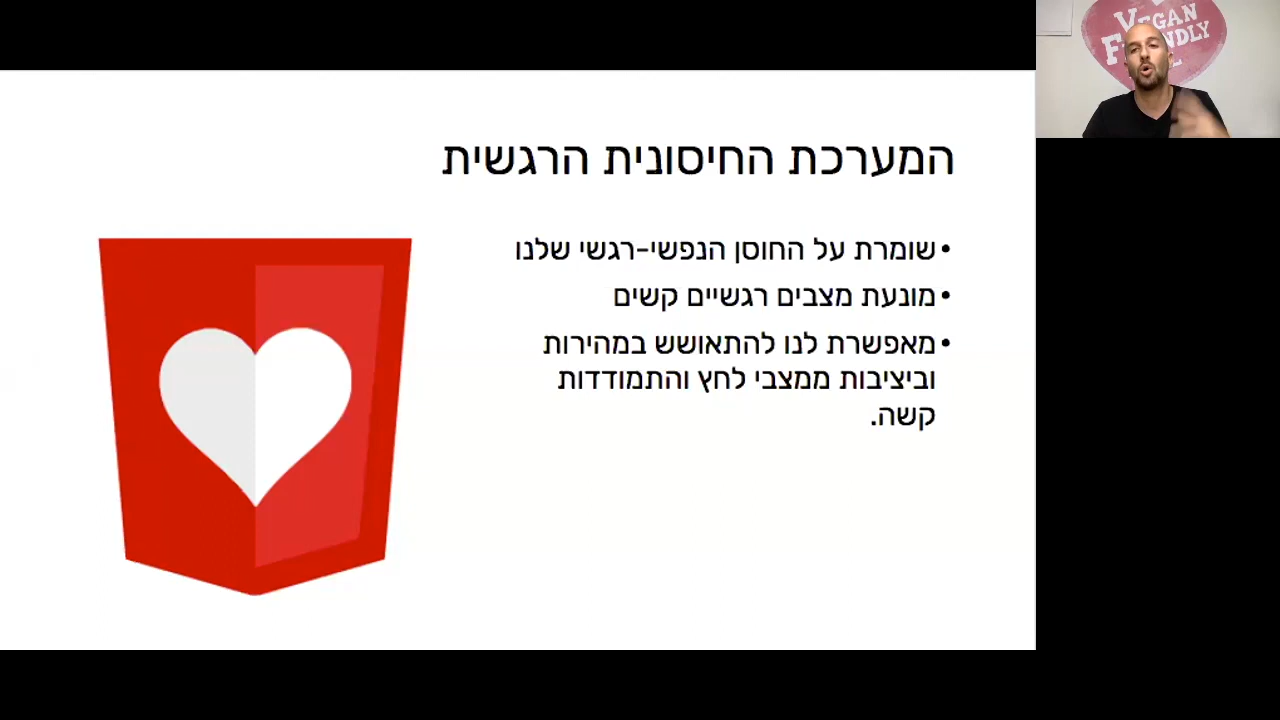 VEGAN
FRIENDLY
המערכת החיסונית הרגשית
• שומרת על החוסן הנפשי-רגשי שלנו
• מונעת מצבים רגשיים קשים
• מאפשרת לנו להתאושש במהירות
וביציבות ממצבי לחץ והתמודדות
קשה.